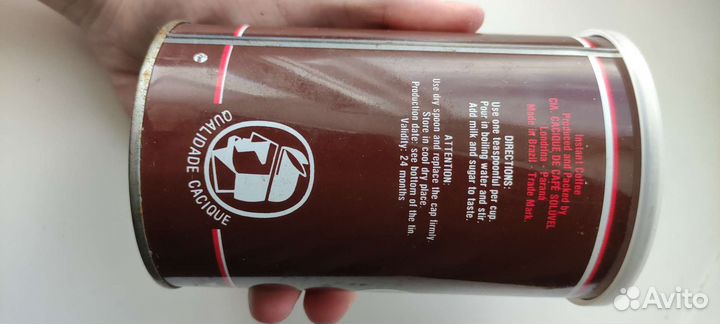 Instant Coffee
Produced and Packed by
CIA. CACIQUE DE CAFÉ SOLÚVEL
Londrina - Paraná
Made in Brazil - Trade Mark.
DIRECTIONS:
Use one teaspoonful per cup.
Pour in boiling water and stir.
Add milk and sugar to taste.
ATTENTION:
Use dry spoon and replace the cap firmly.
Store in cool dry place.
Production date: see bottom of the tin.
Validity - 24 months
QUALIDADE CACIQUE
Avito